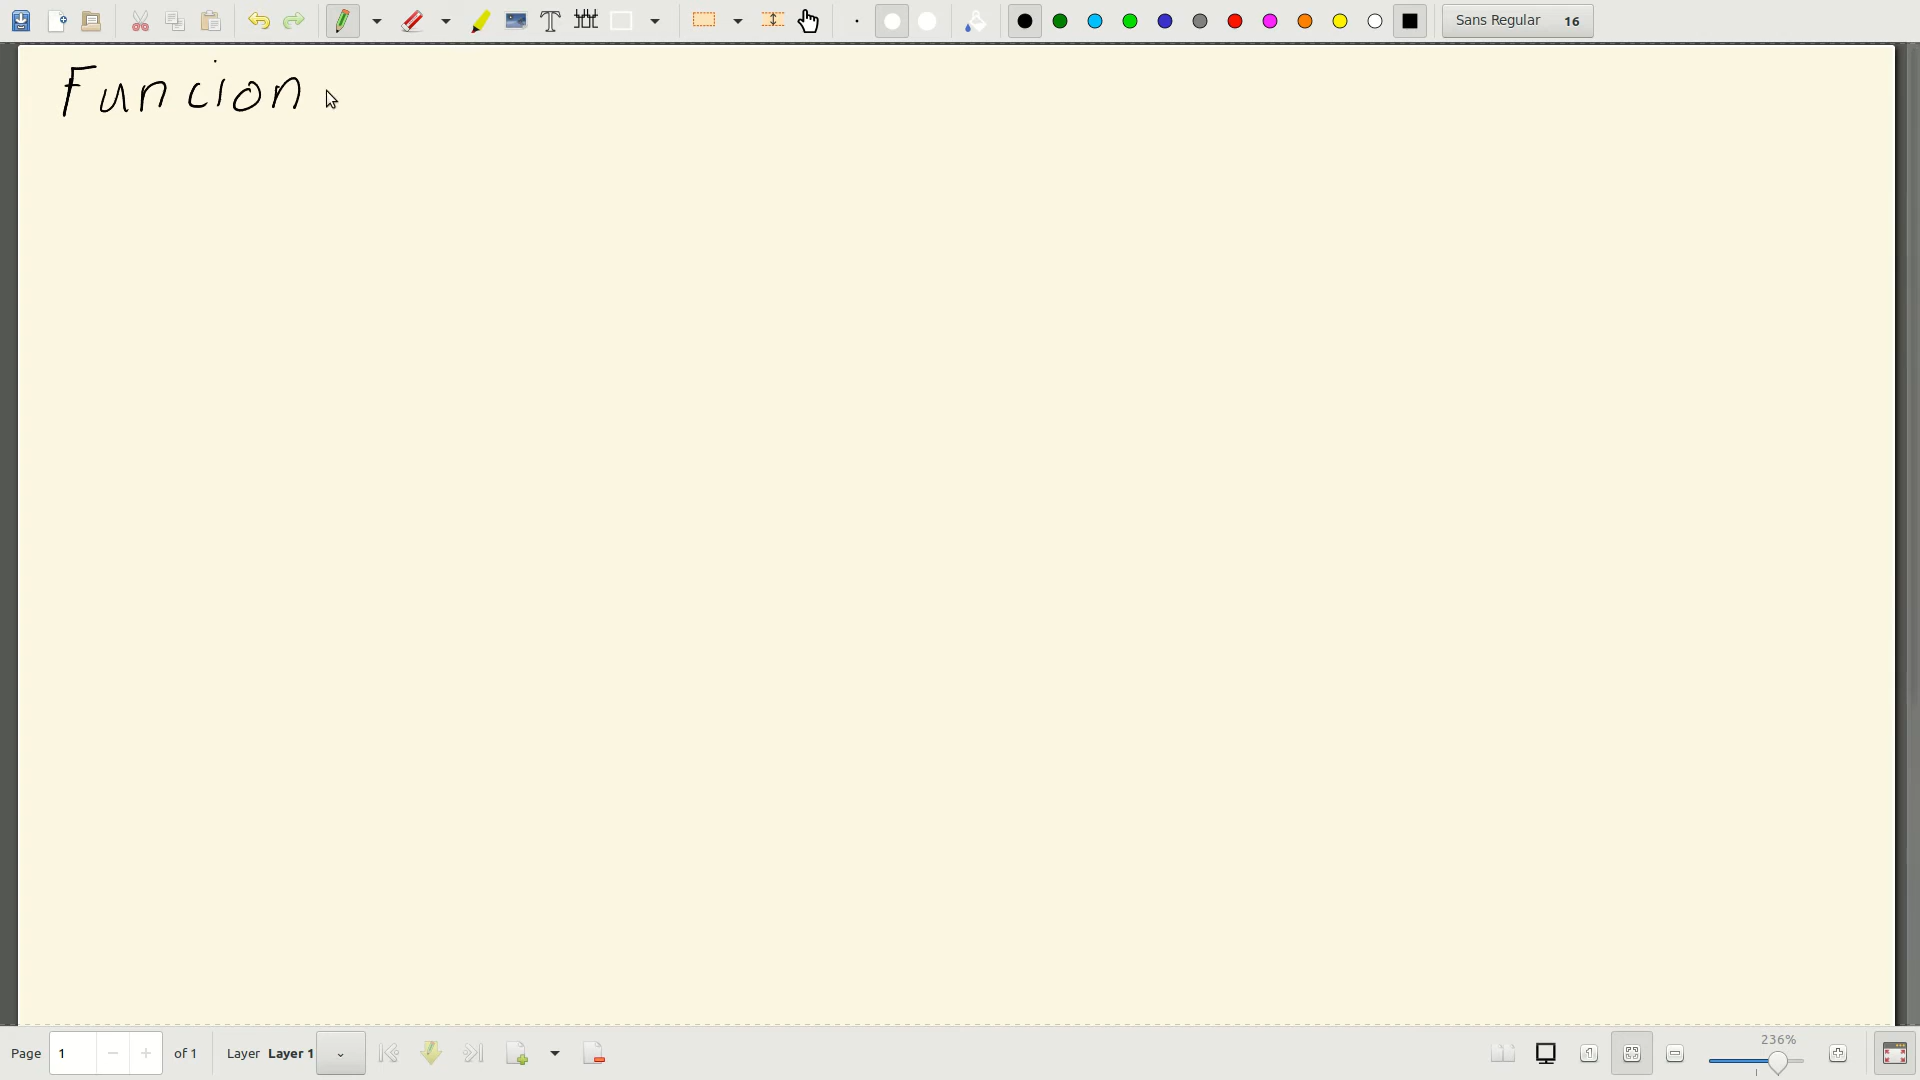 Sans Regular 16
Funcion
Page 1 of 1 Layer Layer 1 236%